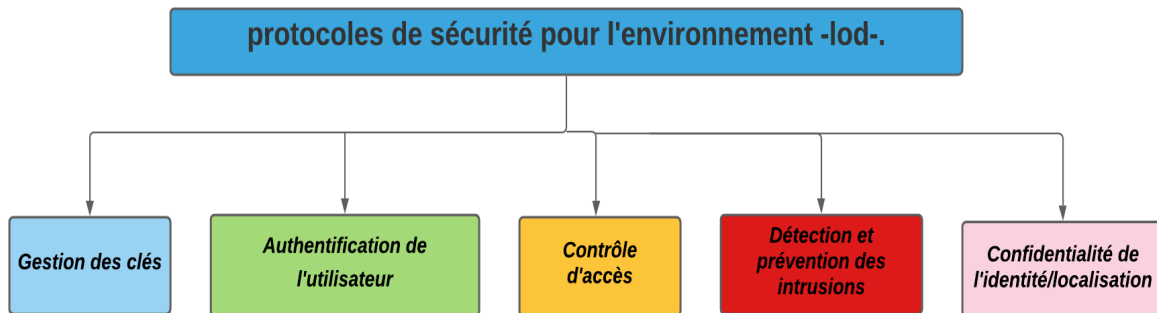 protocoles de sécurité pour l'environnement -lod-.
Gestion des clés
Authentification de
l'utilisateur
Contrôle
d'accès
Détection et
prévention des
intrusions
Confidentialité de
l'identité/localisation